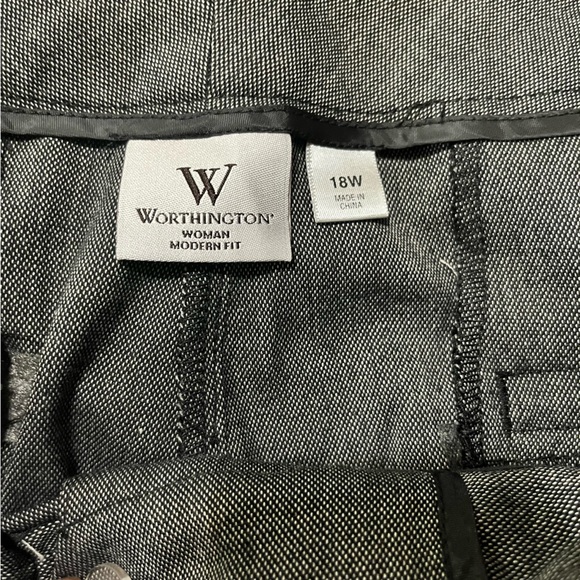 W
WORTHINGTON®
WOMAN
MODERN FIT
18W
MADE IN
CHINA